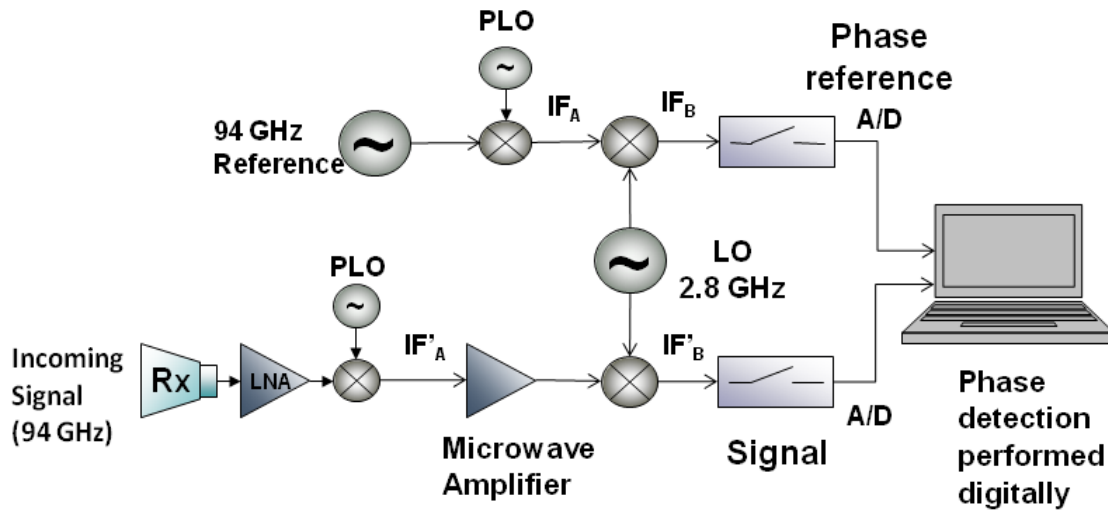 PLO
IF_A
IF_B
Phase
reference
A/D
94 GHz
Reference
~
~
PLO
~
~
LO
2.8 GHz
Incoming
Signal
(94 GHz)
Rx
LNA
IF'_A
IF'_B
A/D
Microwave
Amplifier
Signal
Phase
detection
performed
digitally